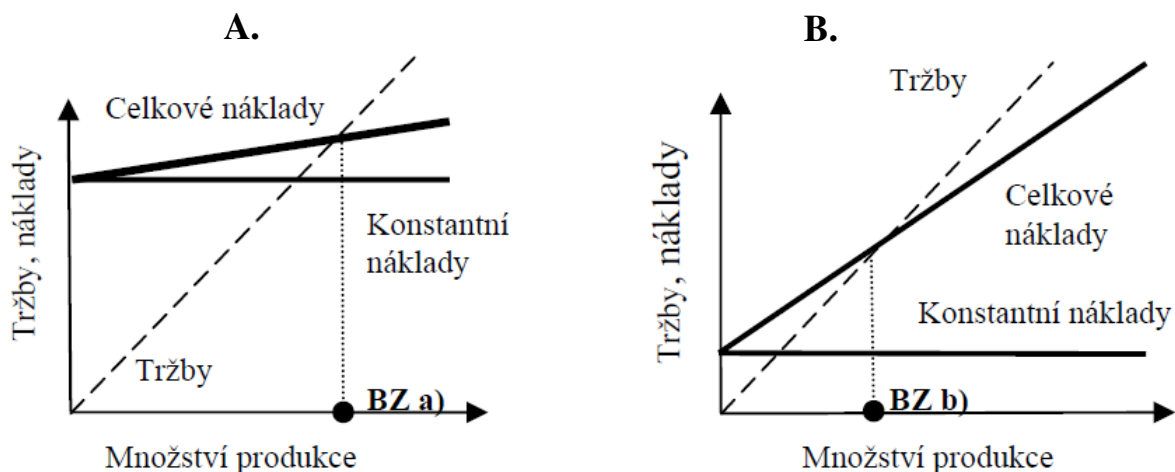 A.
Celkové náklady
Konstantní
náklady
Tržby
BZ a)
Tržby, náklady
Množství produkce
B.
Tržby
Celkové
náklady
Konstantní náklady
BZ b)
Tržby, náklady
Množství produkce